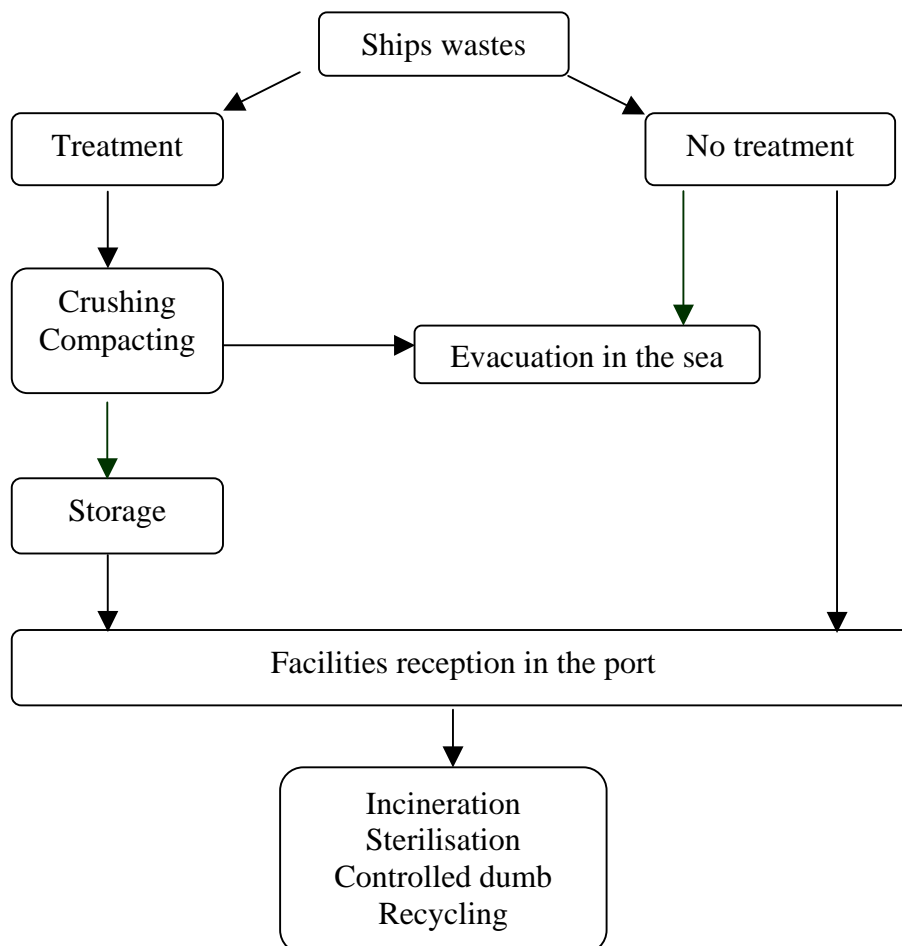 Ships wastes
Treatment
No treatment
Crushing
Compacting
Evacuation in the sea
Storage
Facilities reception in the port
Incineration
Sterilisation
Controlled dumb
Recycling